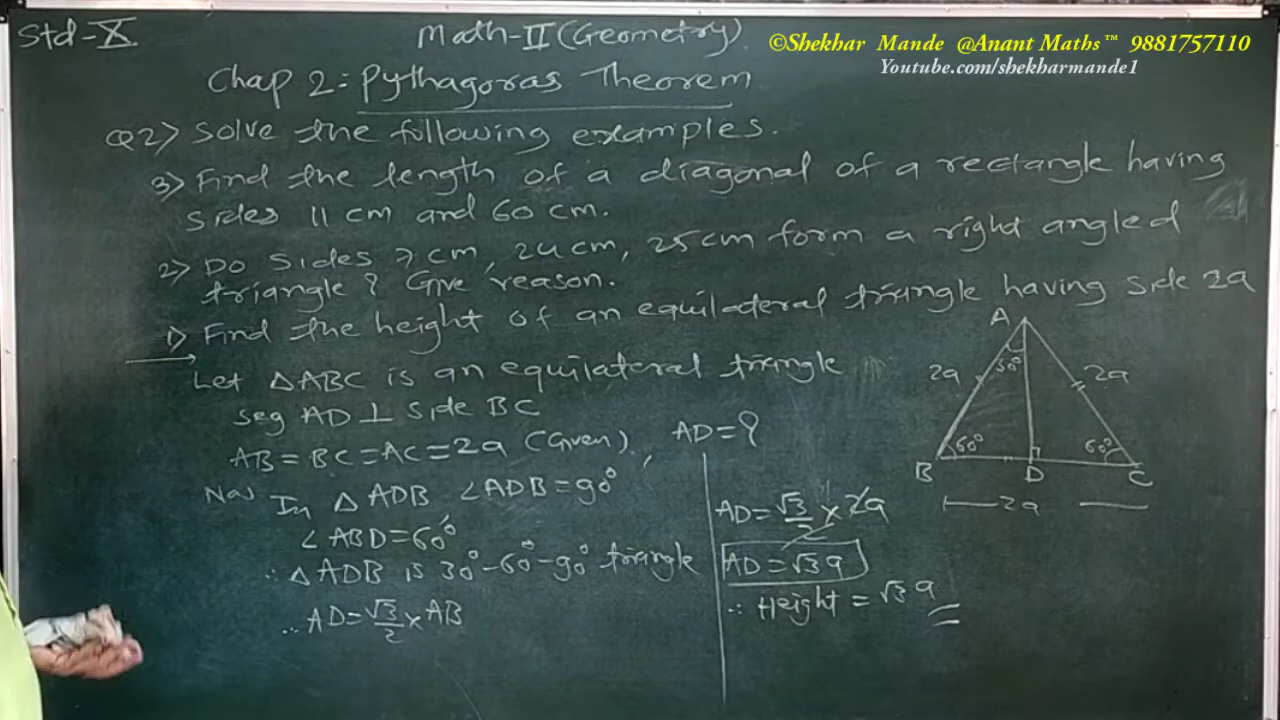 Std-X
Math-II (Geometry)
©Shekhar Mande @Anant Maths™ 9881757110
Youtube.com/shekharmande1
Chap 2: Pythagoras Theorem
Q2> Solve the following examples.
3> Find the length of a diagonal of a rectangle having
sides 11 cm and 60 cm.
2> Do sides 7 cm, 24 cm, 25 cm form a right angled
triangle? Give reason.
1> Find the height of an equilateral triangle having side 2a
Let △ABC is an equilateral triangle
seg AD ⊥ side BC
AB = BC = AC = 2a (Given), AD = ?
Now In △ADB ∠ADB = 90°
∠ABD = 60°
∴ △ADB is 30°-60°-90° triangle
∴ AD = √3/2 × AB
AD = √3/2 × 2a
AD = √3 a
∴ Height = √3 a
A
2a 30° 2a
60° 60°
B D C
2a